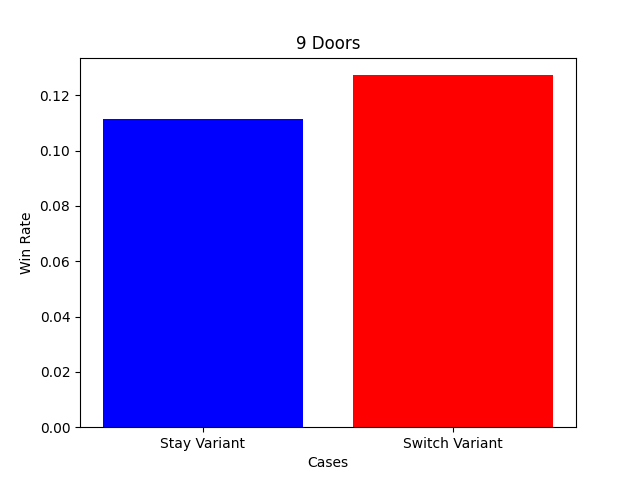 9 Doors
Win Rate
0.12
0.10
0.08
0.06
0.04
0.02
0.00
Stay Variant
Switch Variant
Cases